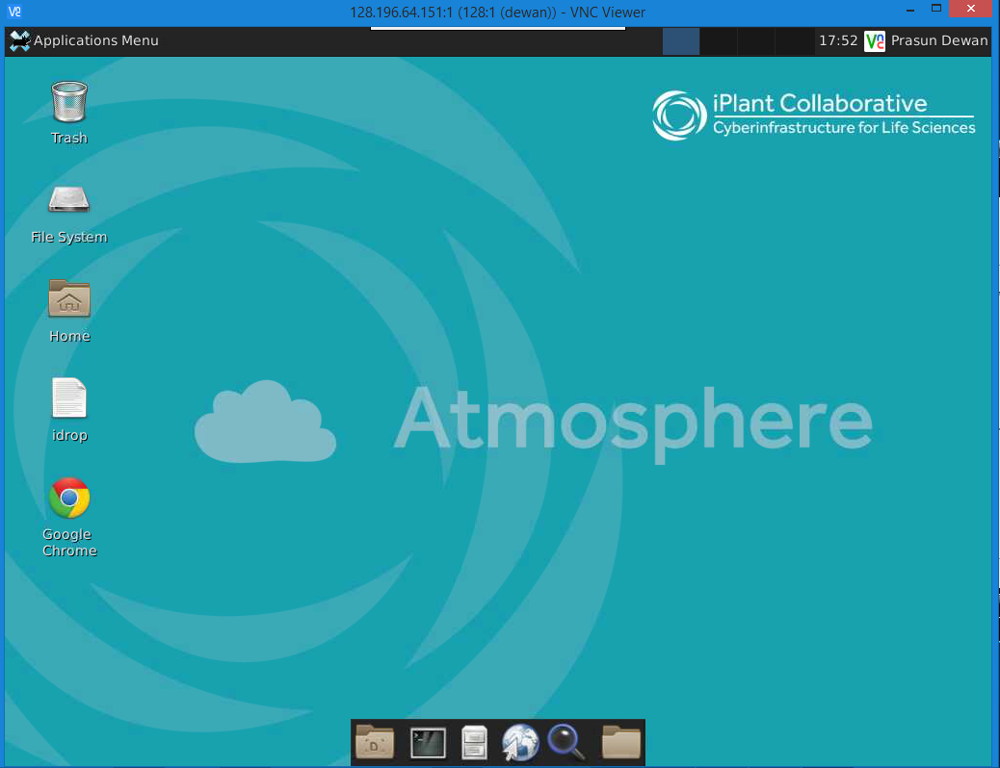 128.196.64.151:1 (128:1 (dewan)) - VNC Viewer
Applications Menu
17:52
Prasun Dewan
iPlant Collaborative
Cyberinfrastructure for Life Sciences
Trash
File System
Home
idrop
Google
Chrome
Atmosphere
D